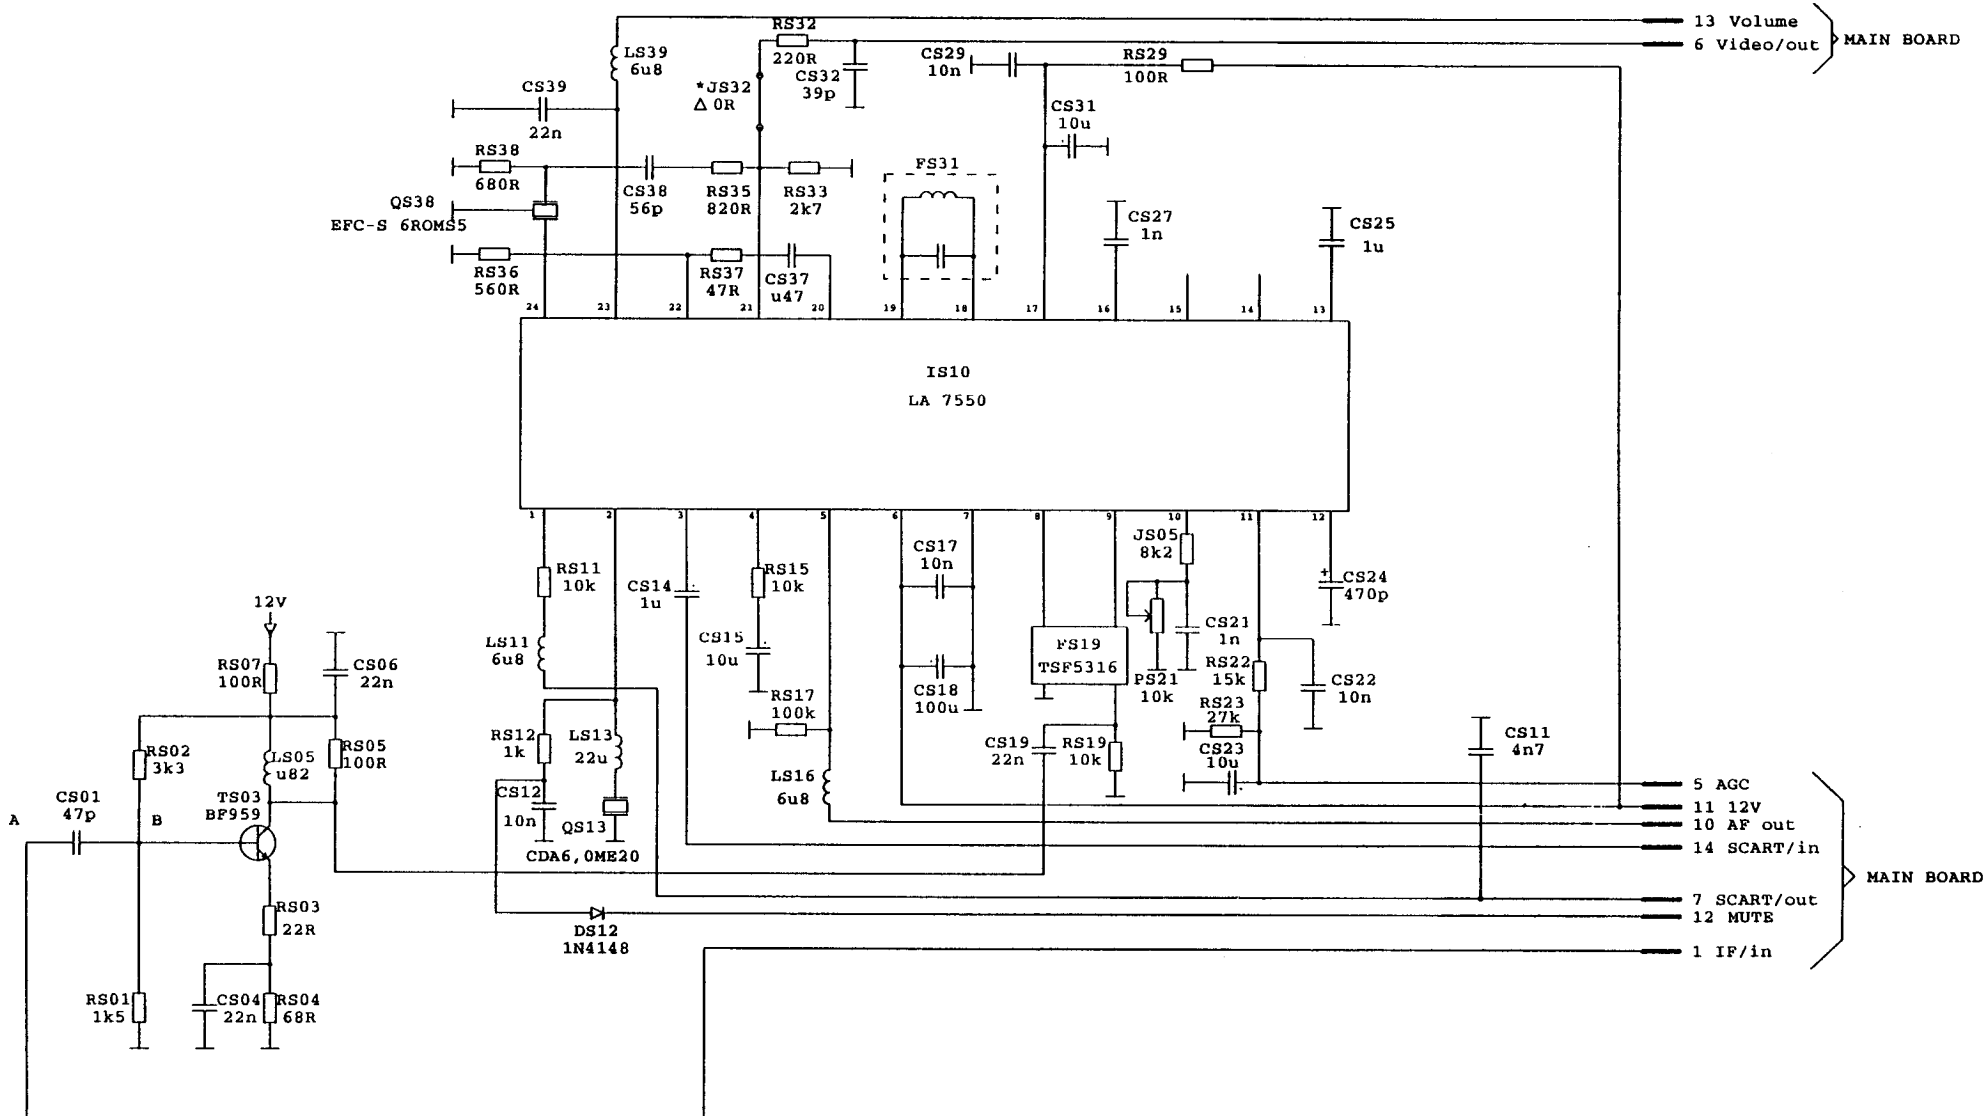 13 Volume
6 Video/out
MAIN BOARD
RS32
220R
CS32
39p
LS39
6u8
CS29
10n
RS29
100R
CS39
22n
*JS32
△ 0R
CS31
10u
RS38
680R
CS38
56p
RS35
820R
RS33
2k7
FS31
QS38
EFC-S 6ROMS5
CS27
1n
CS25
1u
RS36
560R
RS37
47R
CS37
u47
24
23
22
21
20
19
18
17
16
15
14
13
IS10
LA 7550
1
2
3
4
5
6
7
8
9
10
11
12
RS11
10k
CS14
1u
RS15
10k
CS17
10n
JS05
8k2
CS24
+
470p
12V
LS11
6u8
CS15
10u
FS19
TSF5316
CS21
1n
RS07
100R
CS06
22n
RS17
100k
CS18
100u
PS21
10k
RS22
15k
CS22
10n
RS23
27k
RS02
3k3
LS05
u82
RS05
100R
RS12
1k
LS13
22u
CS19
22n
RS19
10k
CS23
10u
CS11
4n7
LS16
6u8
CS01
47p
TS03
BF959
CS12
10n
QS13
CDA6,0ME20
A
B
5 AGC
11 12V
10 AF out
14 SCART/in
7 SCART/out
12 MUTE
1 IF/in
MAIN BOARD
RS03
22R
DS12
1N4148
RS01
1k5
CS04
22n
RS04
68R